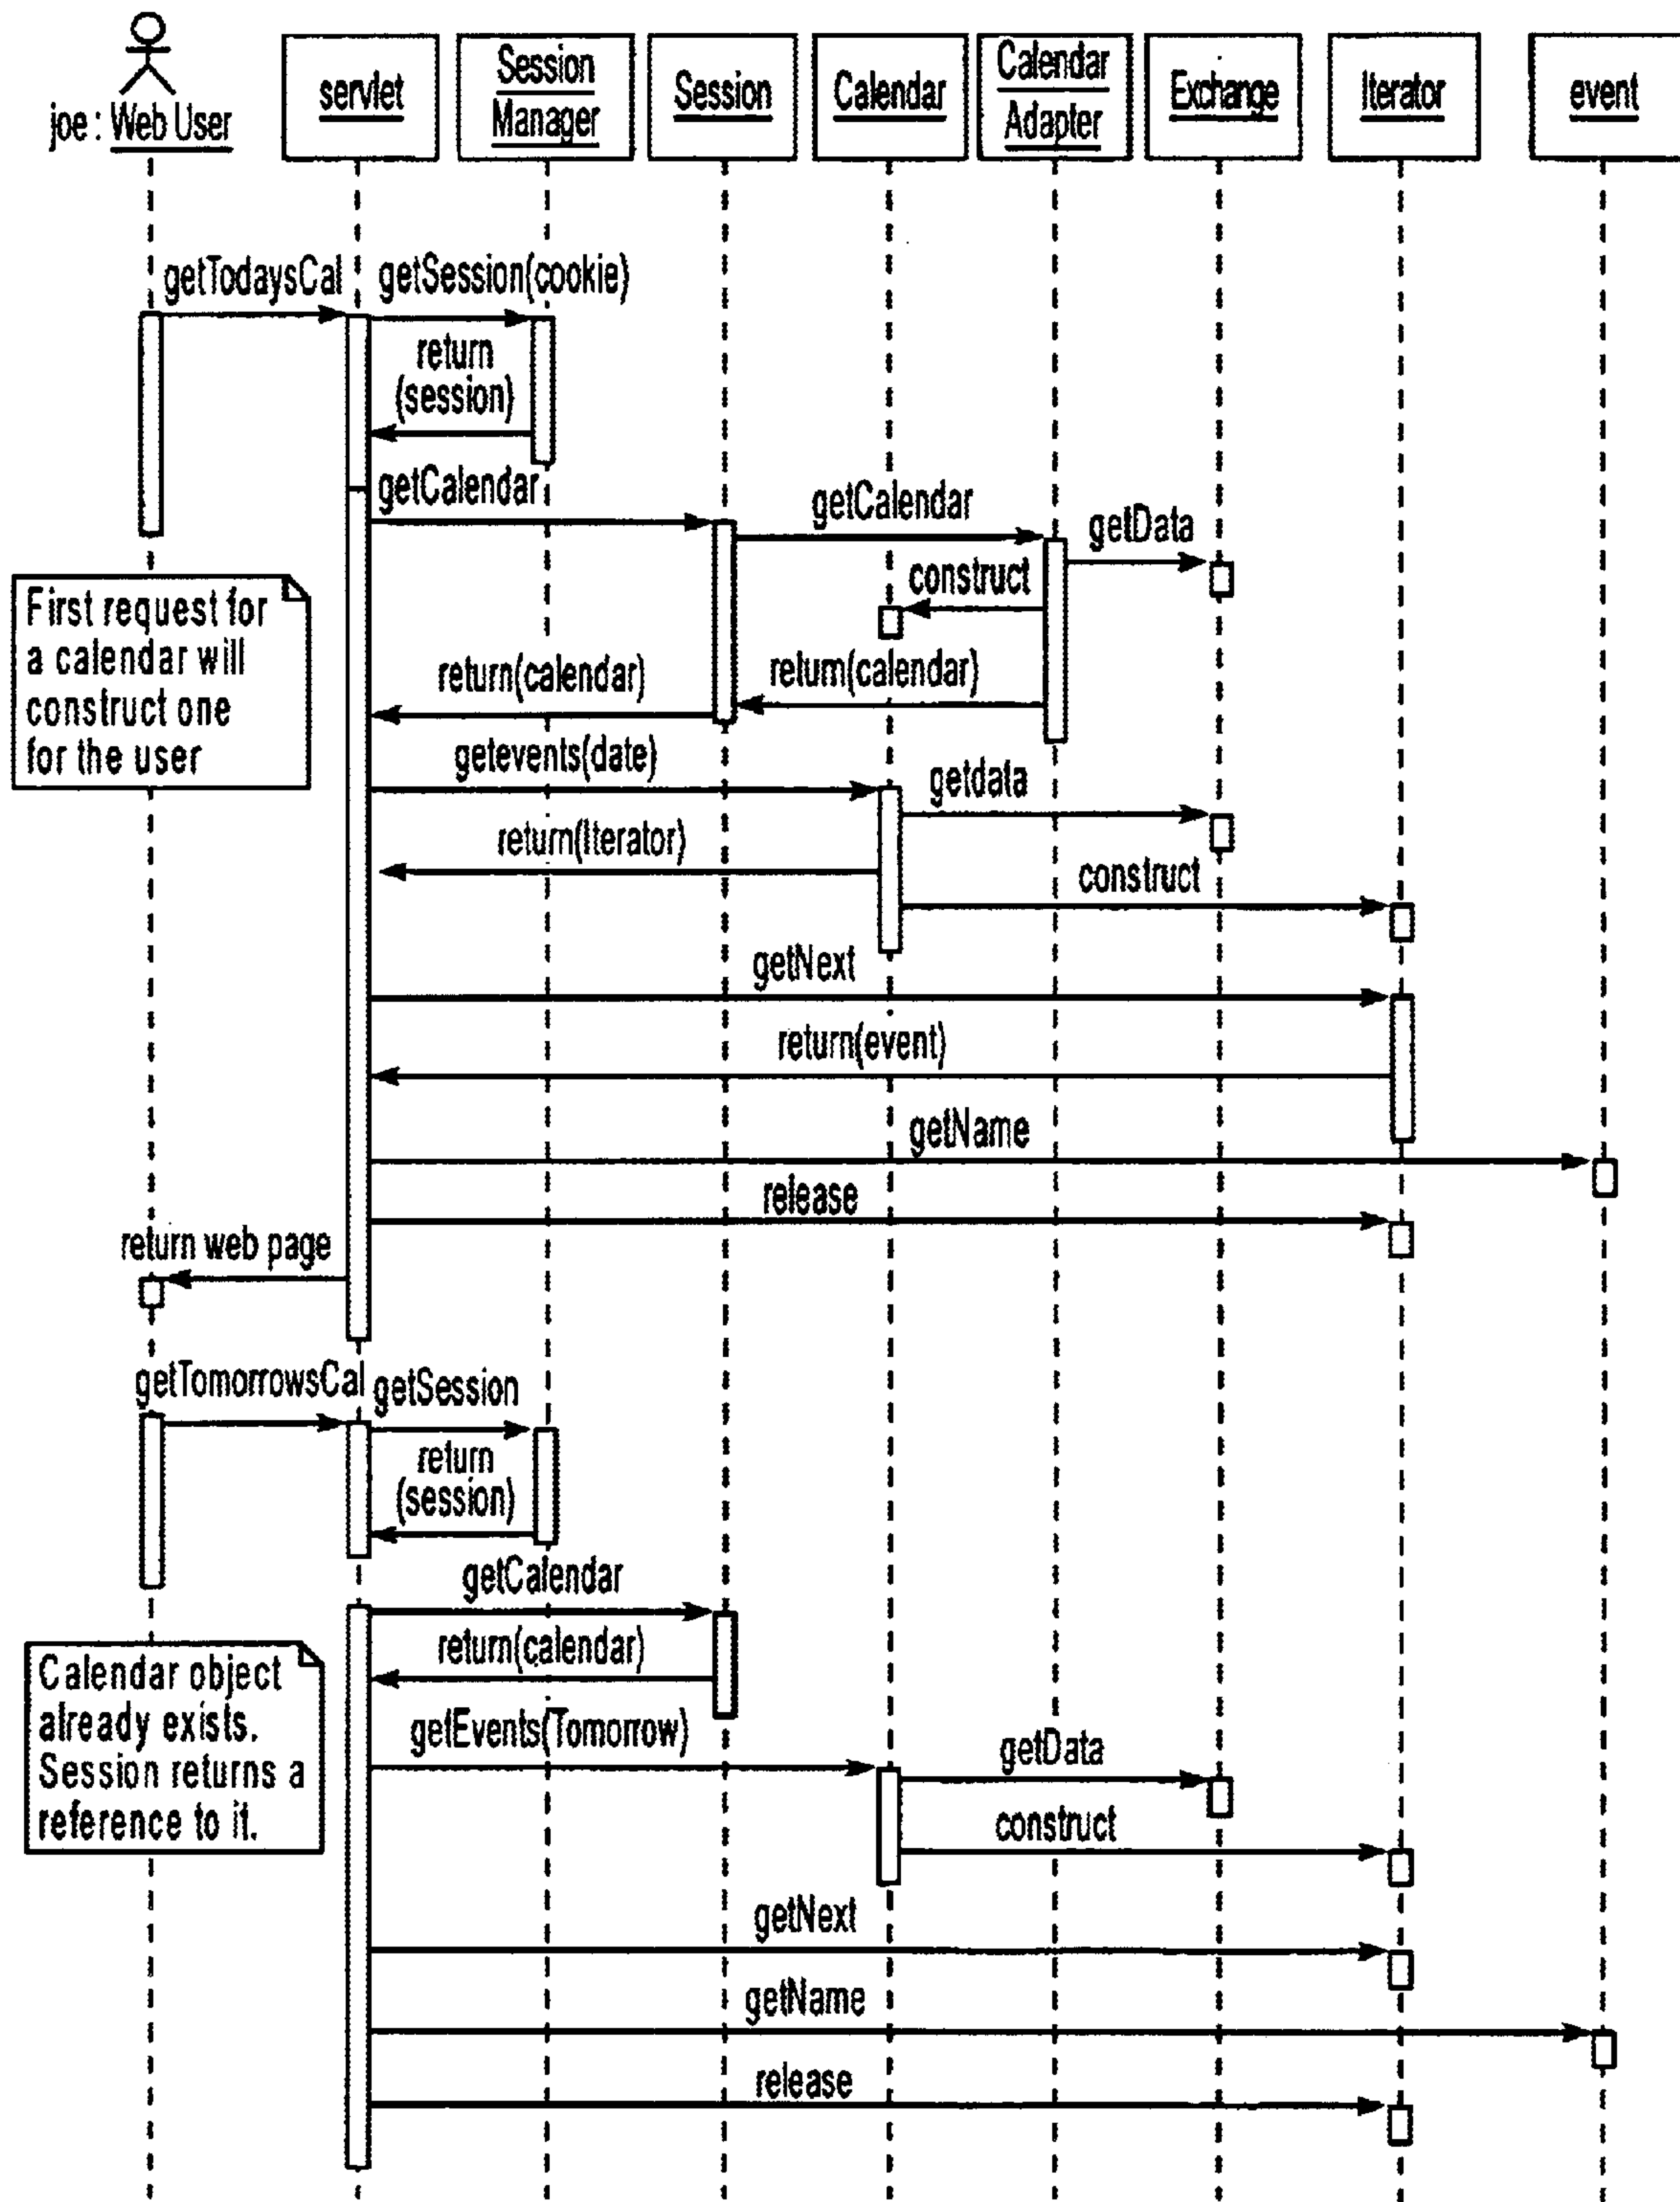 joe : Web User
servlet
Session
Manager
Session
Calendar
Calendar
Adapter
Exchange
Iterator
event
getTodaysCal
getSession(cookie)
return
(session)
getCalendar
getCalendar
getData
construct
First request for
a calendar will
construct one
for the user
return(calendar)
return(calendar)
getevents(date)
getdata
return(Iterator)
construct
getNext
return(event)
getName
release
return web page
getTomorrowsCal
getSession
return
(session)
getCalendar
return(calendar)
Calendar object
already exists.
Session returns a
reference to it.
getEvents(Tomorrow)
getData
construct
getNext
getName
release